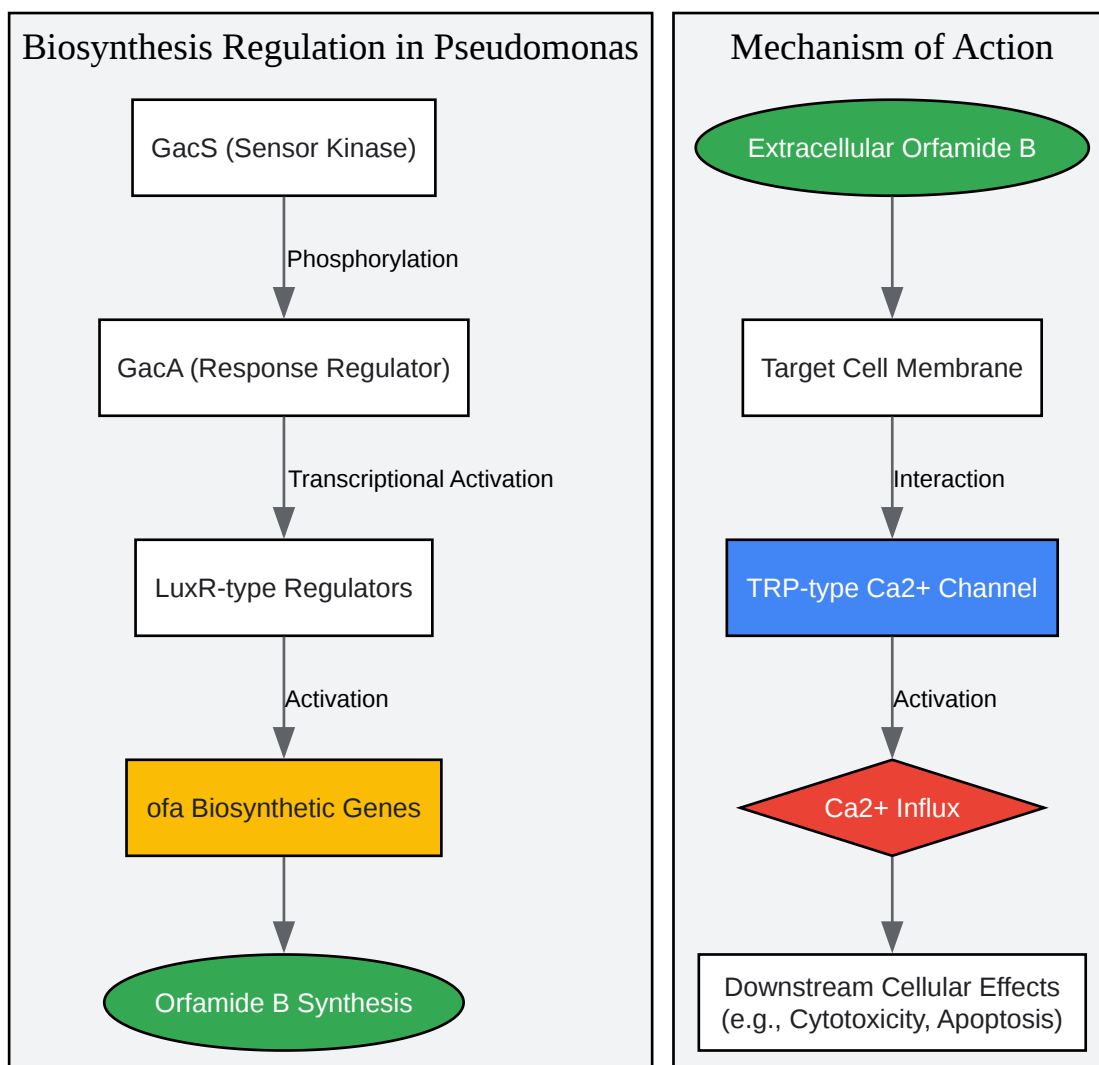 Biosynthesis Regulation in Pseudomonas
GacS (Sensor Kinase)
Phosphorylation
GacA (Response Regulator)
Transcriptional Activation
LuxR-type Regulators
Activation
ofa Biosynthetic Genes
Orfamide B Synthesis
Mechanism of Action
Extracellular Orfamide B
Target Cell Membrane
Interaction
TRP-type Ca2+ Channel
Activation
Ca2+ Influx
Downstream Cellular Effects
(e.g., Cytotoxicity, Apoptosis)